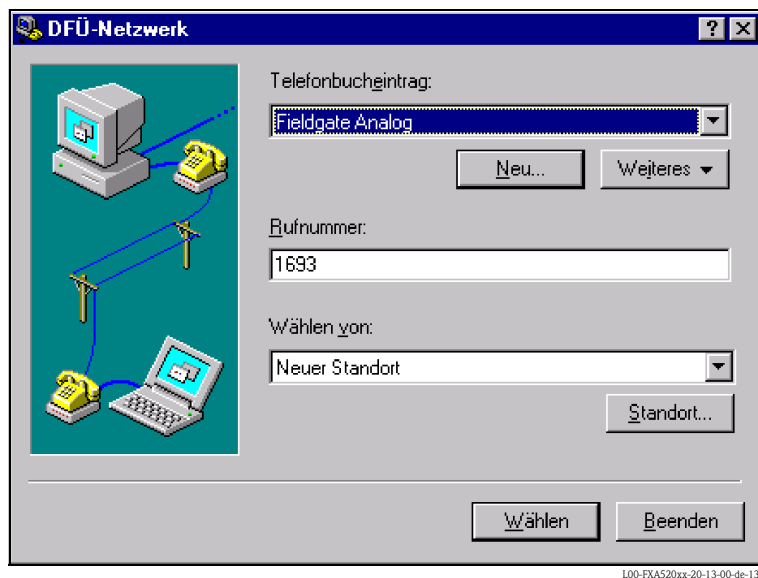 DFÜ-Netzwerk
Telefonbucheintrag:
Fieldgate Analog
Neu...
Weiteres
Rufnummer:
1693
Wählen von:
Neuer Standort
Standort...
Wählen
Beenden
L00-FXA520xx-20-13-00-de-13